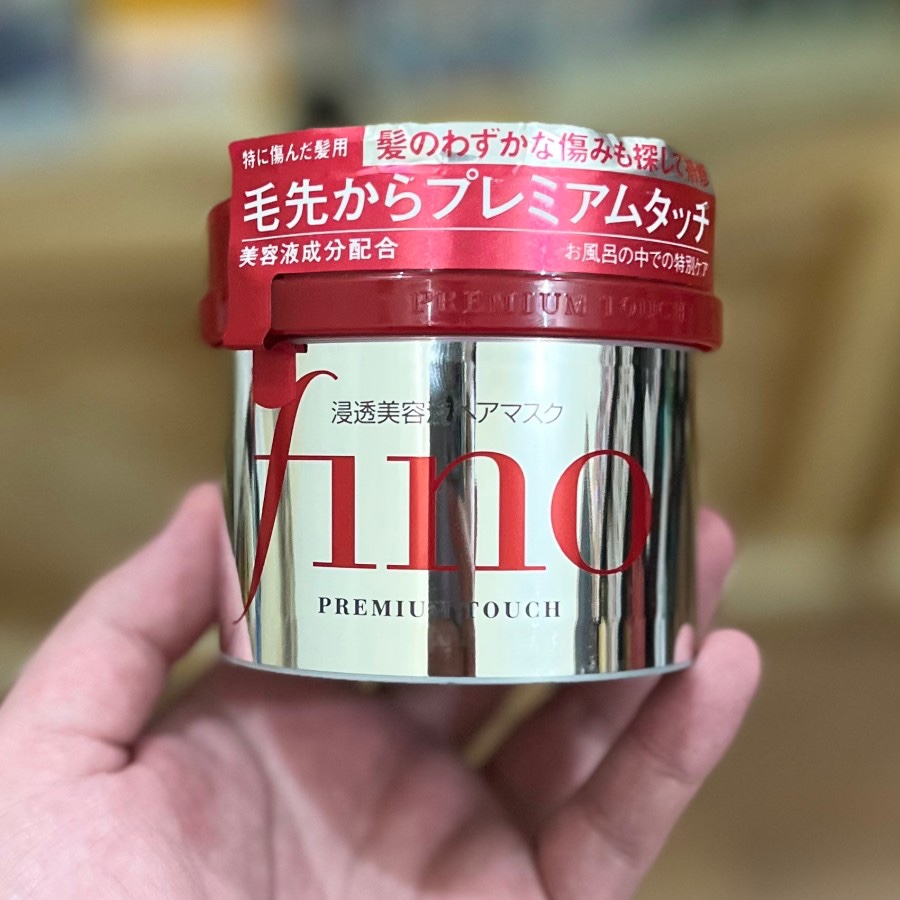 特に傷んだ髪用
髪のわずかな傷みも探して補修
毛先からプレミアムタッチ
美容液成分配合
お風呂の中での特別ケア
PREMIUM TOUCH
浸透美容液ヘアマスク
fino
PREMIUM TOUCH